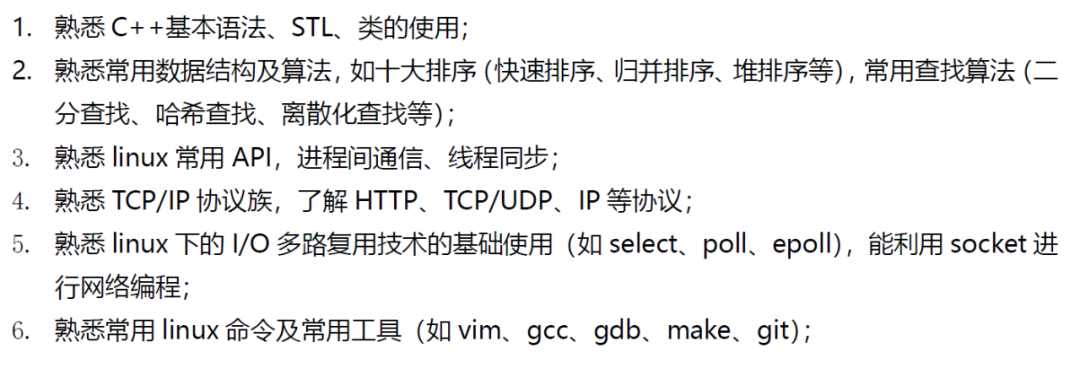 1. 熟悉 C++基本语法、STL、类的使用；
2. 熟悉常用数据结构及算法，如十大排序（快速排序、归并排序、堆排序等），常用查找算法（二
分查找、哈希查找、离散化查找等）；
3. 熟悉 linux 常用 API，进程间通信、线程同步；
4. 熟悉 TCP/IP 协议族，了解 HTTP、TCP/UDP、IP 等协议；
5. 熟悉 linux 下的 I/O 多路复用技术的基础使用（如 select、poll、epoll），能利用 socket 进
行网络编程；
6. 熟悉常用 linux 命令及常用工具（如 vim、gcc、gdb、make、git）；